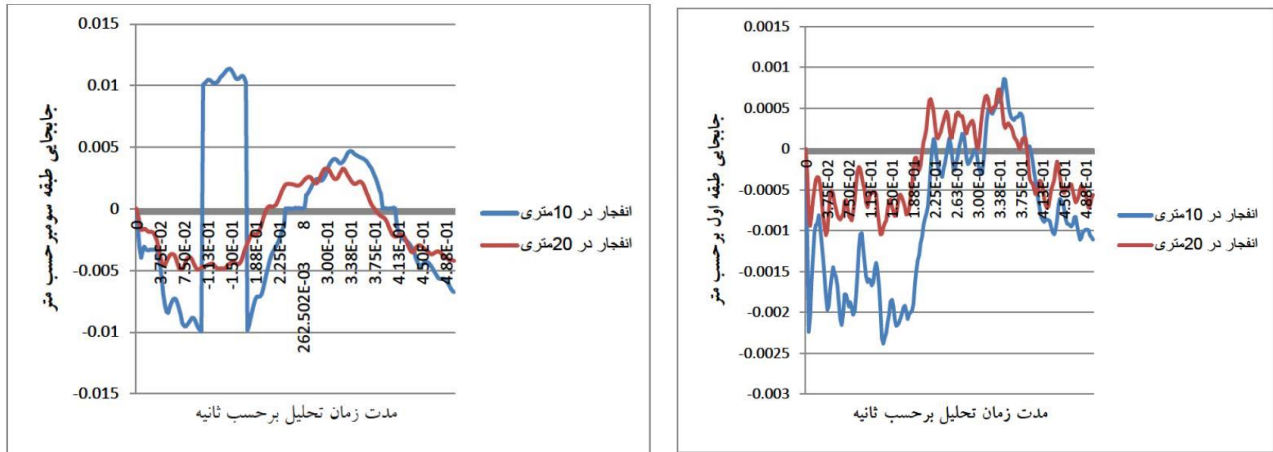 0.015
0.01
0.005
0
-0.005
-0.01
-0.015
جابجایی طبقه سومبرحسب متر
0
3.75E-02
7.50E-02
-1.13E-01
-1.50E-01
1.88E-01
2.25E-01
262.502E-03
8
3.00E-01
3.38E-01
3.75E-01
4.13E-01
4.50E-01
4.88E-01
انفجار در 10متری
انفجار در 20متری
مدت زمان تحلیل برحسب ثانیه
0.0015
0.001
0.0005
0
-0.0005
-0.001
-0.0015
-0.002
-0.0025
-0.003
جابجایی طبقه اول برحسب متر
0
3.75E-02
7.50E-02
1.13E-01
1.50E-01
1.88E-01
2.25E-01
2.63E-01
3.00E-01
3.38E-01
3.75E-01
4.13E-01
4.50E-01
4.88E-01
انفجار در 10متری
انفجار در 20متری
مدت زمان تحلیل برحسب ثانیه